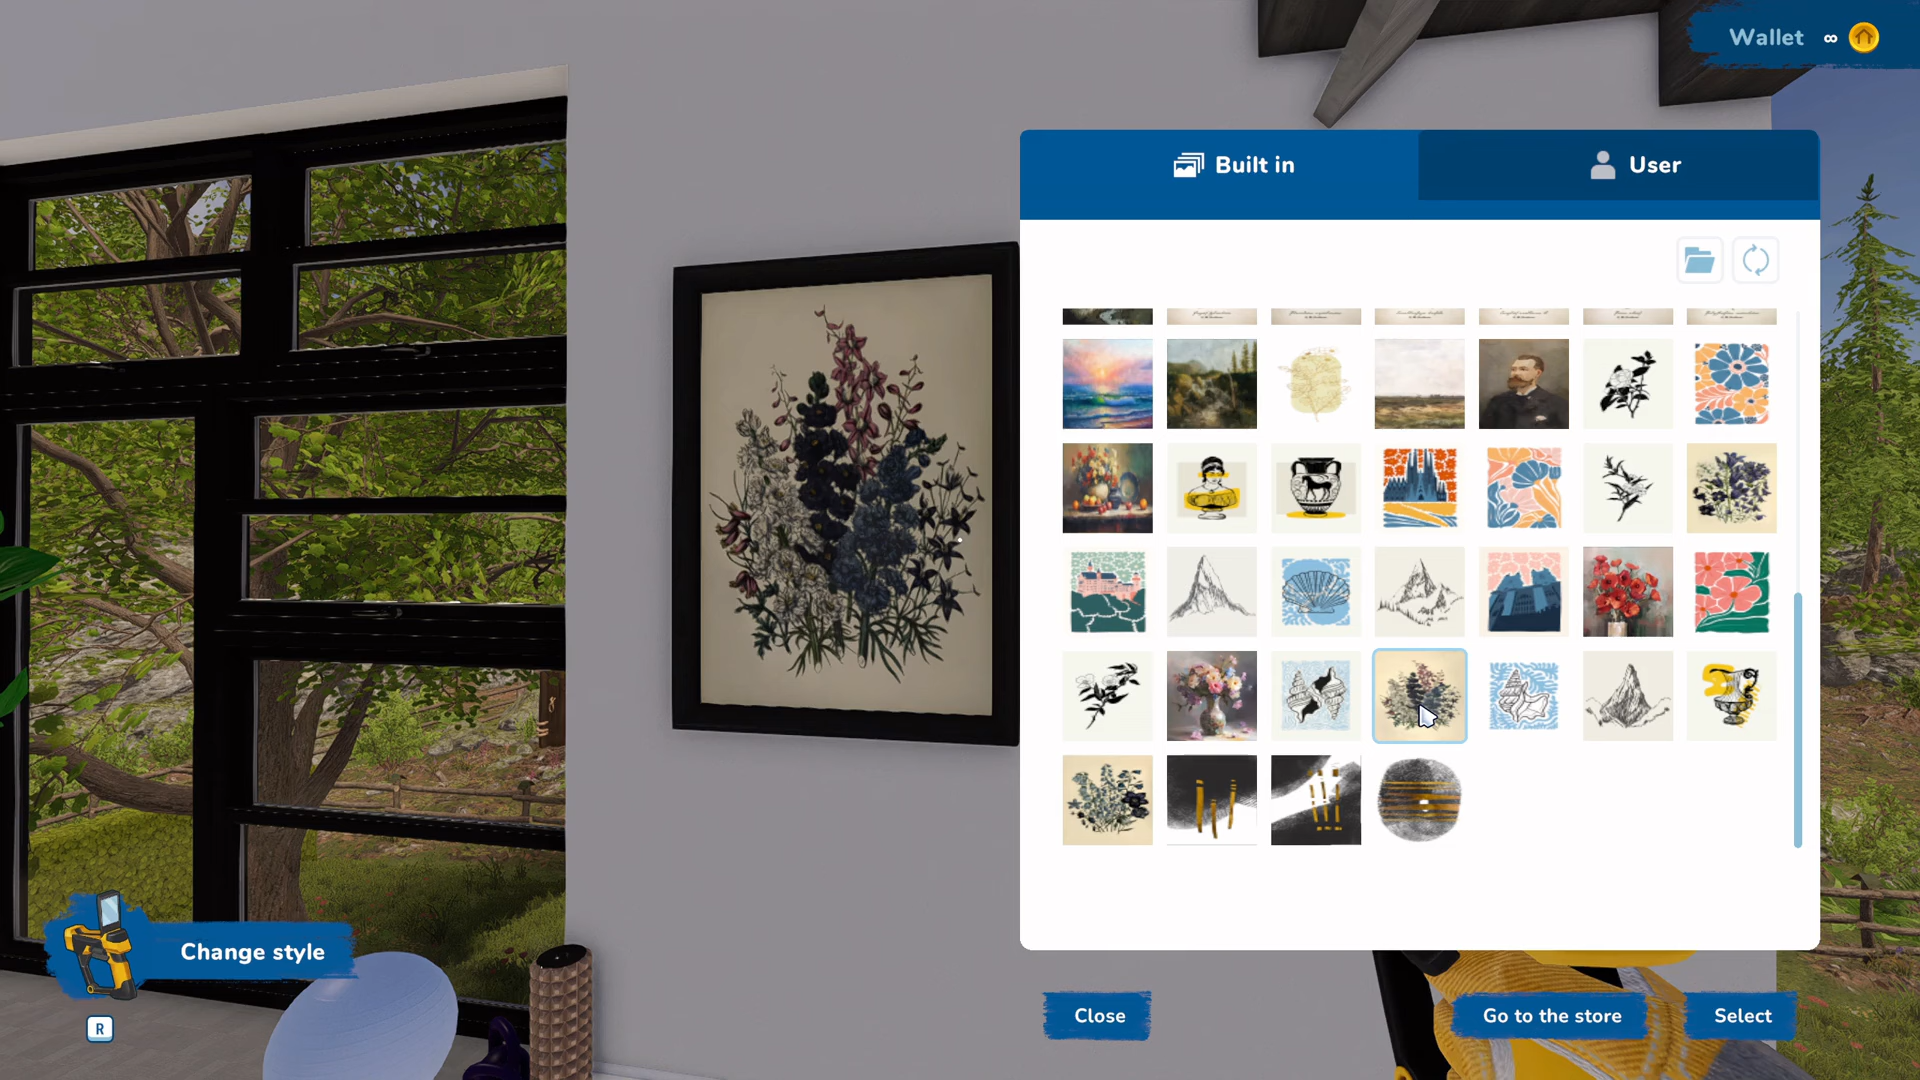 Wallet ∞
Built in
User
Change style
R
Close
Go to the store
Select